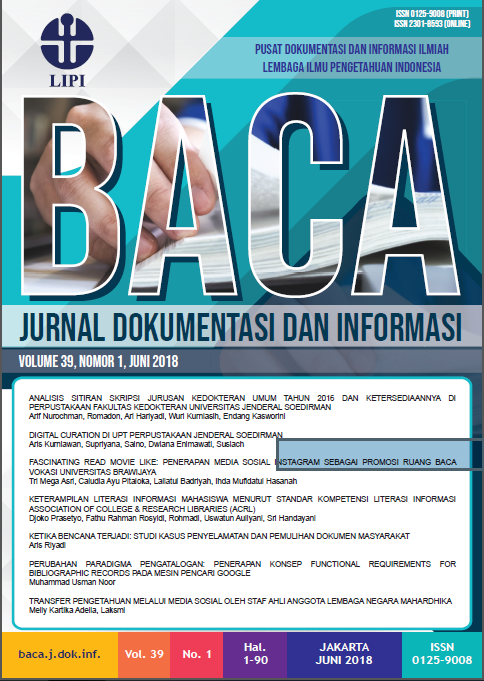 ISSN 0125-9008 (PRINT)
ISSN 2301-8593 (ONLINE)
LIPI
PUSAT DOKUMENTASI DAN INFORMASI ILMIAH
LEMBAGA ILMU PENGETAHUAN INDONESIA
BACA
JURNAL DOKUMENTASI DAN INFORMASI
VOLUME 39, NOMOR 1, JUNI 2018
ANALISIS SITIRAN SKRIPSI JURUSAN KEDOKTERAN UMUM TAHUN 2016 DAN KETERSEDIAANNYA DI
PERPUSTAKAAN FAKULTAS KEDOKTERAN UNIVERSITAS JENDERAL SOEDIRMAN
Arif Nurochman, Romadon, Ari Hariyadi, Wuri Kurniasih, Endang Kasworini
DIGITAL CURATION DI UPT PERPUSTAKAAN JENDERAL SOEDIRMAN
Aris Kurniawan, Supriyana, Saino, Dwiana Enimawati, Susiach
FASCINATING READ MOVIE LIKE: PENERAPAN MEDIA SOSIAL INSTAGRAM SEBAGAI PROMOSI RUANG BACA
VOKASI UNIVERSITAS BRAWIJAYA
Tri Mega Asri, Caludia Ayu Pitaloka, Lailatul Badriyah, Ihda Mufidatul Hasanah
KETERAMPILAN LITERASI INFORMASI MAHASISWA MENURUT STANDAR KOMPETENSI LITERASI INFORMASI
ASSOCIATION OF COLLEGE & RESEARCH LIBRARIES (ACRL)
Djoko Prasetyo, Fathu Rahman Rosyidi, Rohmadi, Uswatun Auliyani, Sri Handayani
KETIKA BENCANA TERJADI: STUDI KASUS PENYELAMATAN DAN PEMULIHAN DOKUMEN MASYARAKAT
Aris Riyadi
PERUBAHAN PARADIGMA PENGATALOGAN: PENERAPAN KONSEP FUNCTIONAL REQUIREMENTS FOR
BIBLIOGRAPHIC RECORDS PADA MESIN PENCARI GOOGLE
Muhammad Usman Noor
TRANSFER PENGETAHUAN MELALUI MEDIA SOSIAL OLEH STAF AHLI ANGGOTA LEMBAGA NEGARA MAHARDHIKA
Melly Kartika Adelia, Laksmi
baca.j.dok.inf.
Vol. 39
No. 1
Hal.
1-90
JAKARTA
JUNI 2018
ISSN
0125-9008